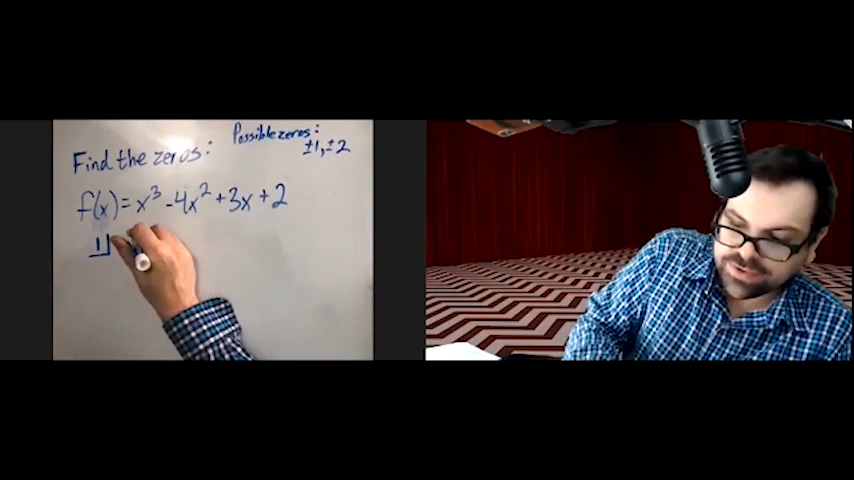 Possible zeros:
±1, ±2
Find the zeros:
f(x) = x³ - 4x² + 3x + 2
1